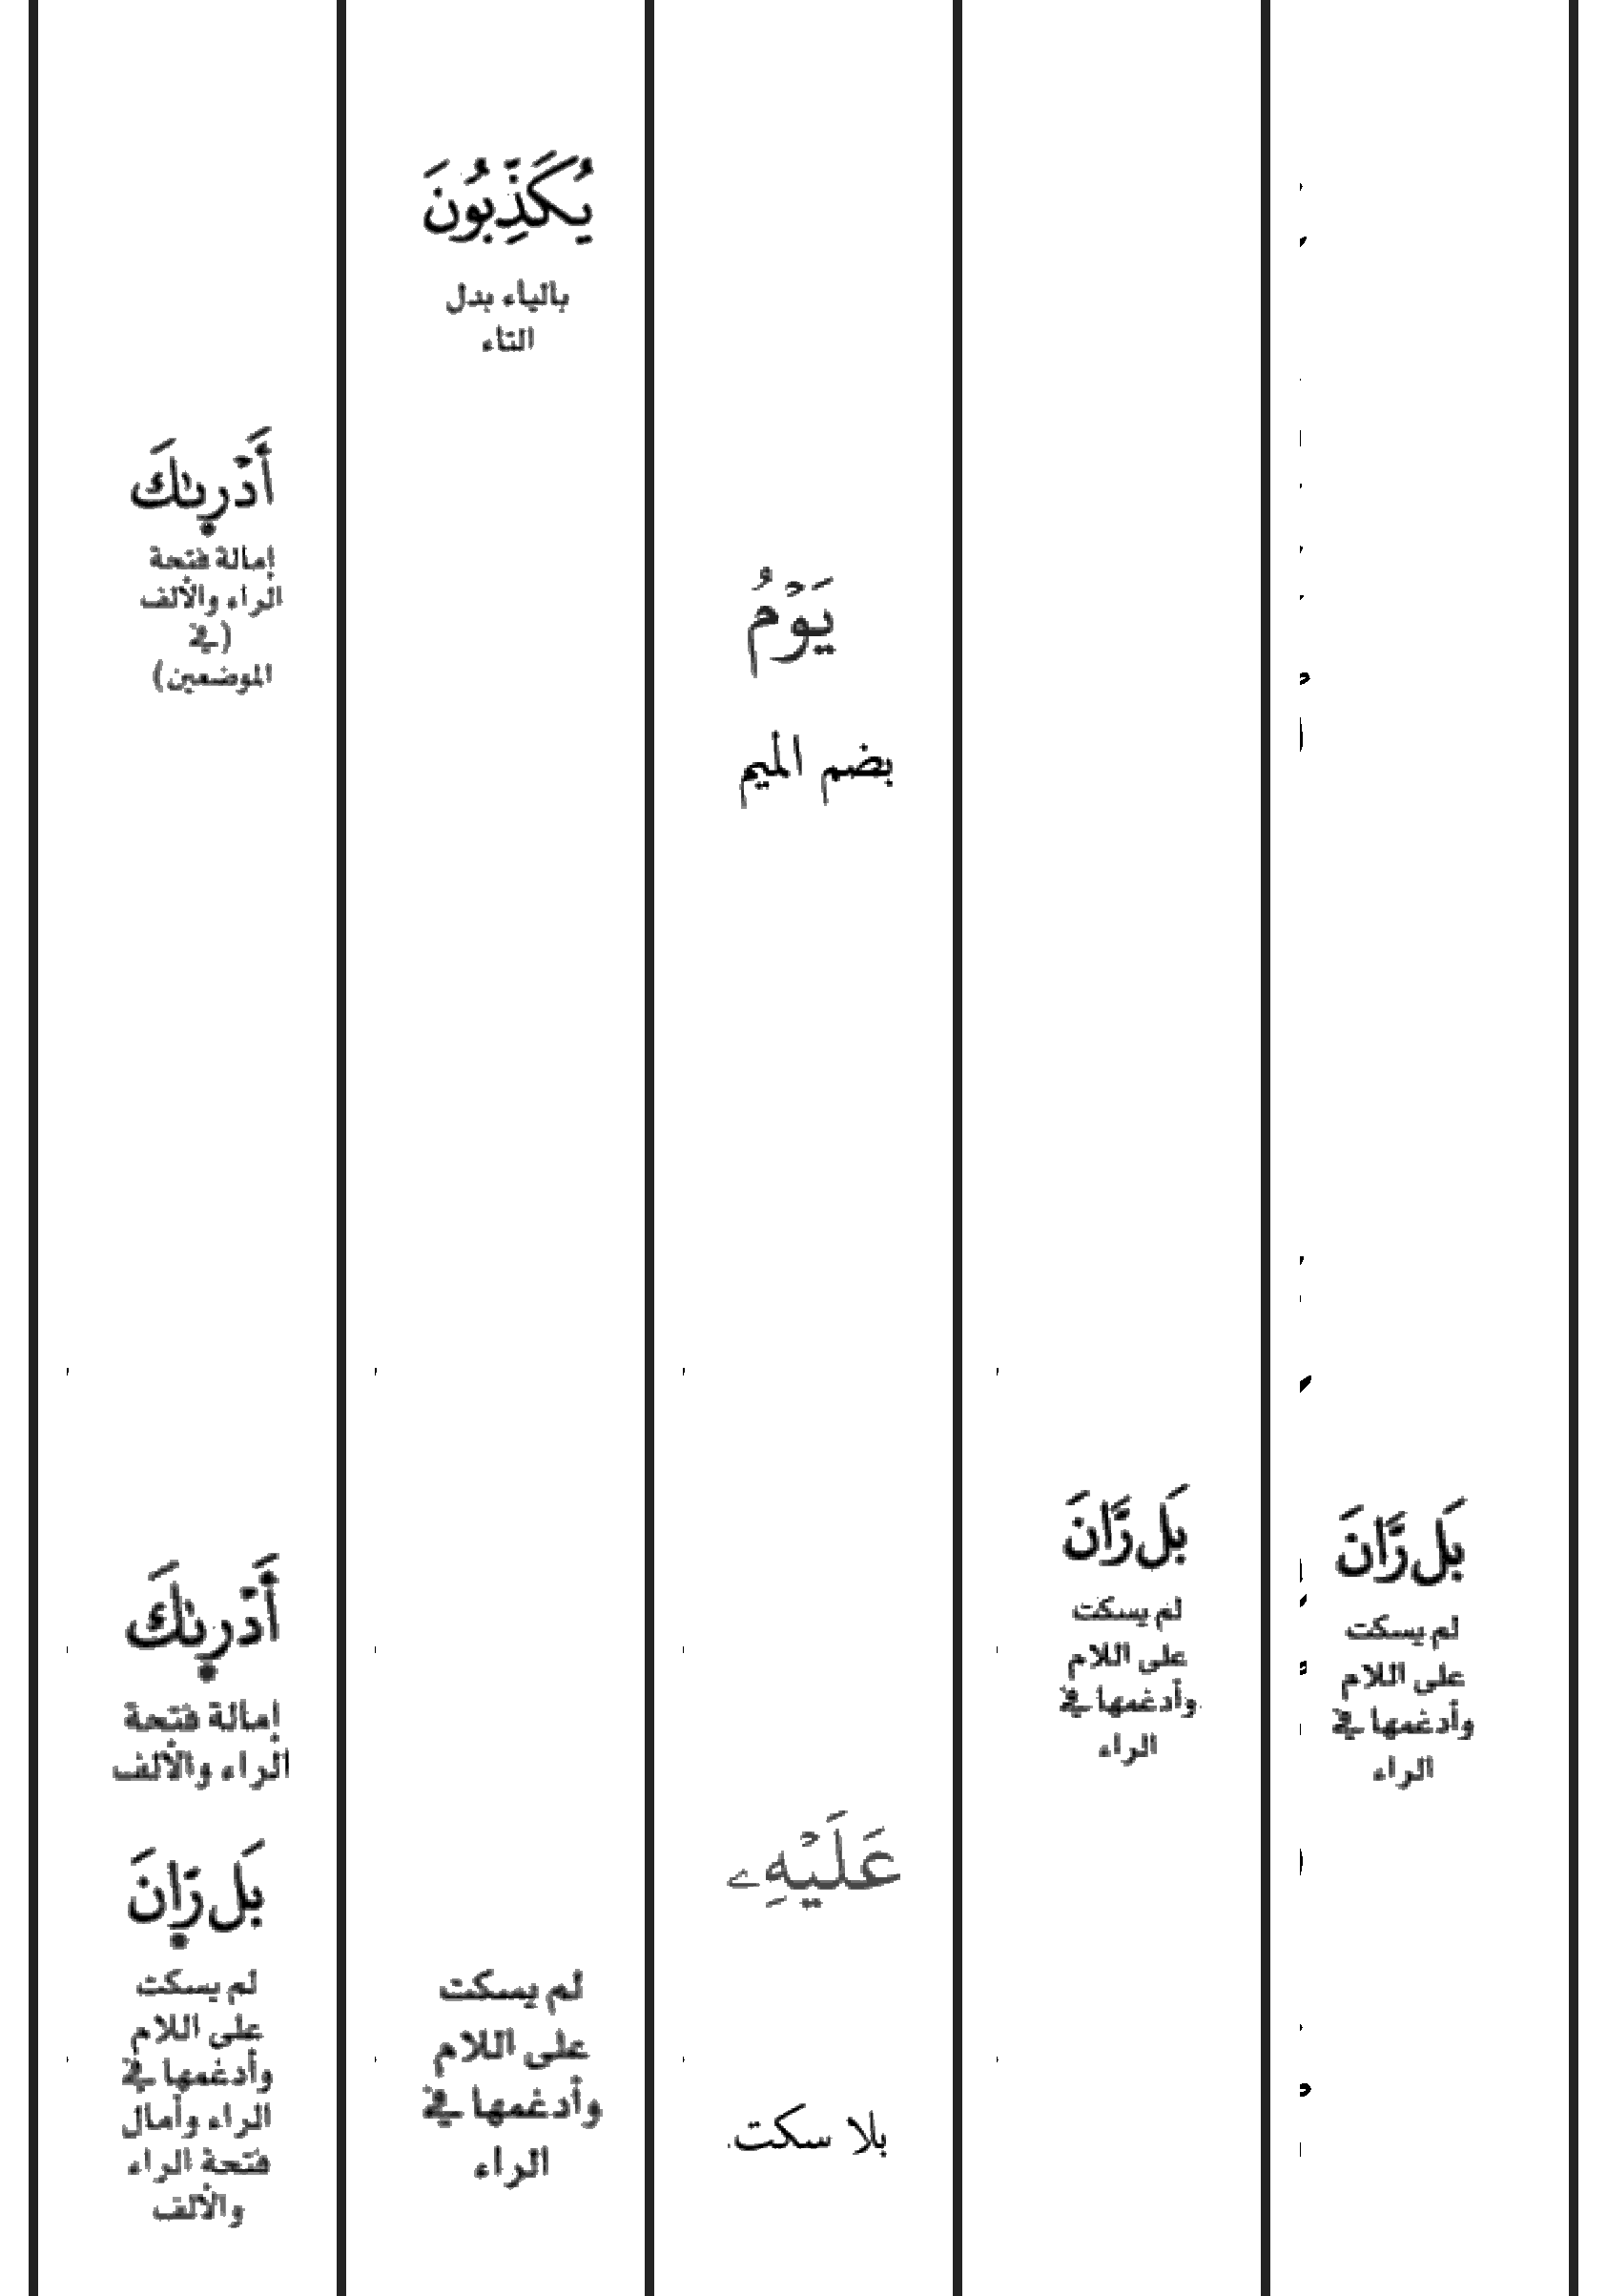 بَل رَّانَ
لم يسكت
على اللام
وأدغمها في
الراء
بَل رَّانَ
لم يسكت
على اللام
وأدغمها في
الراء
يَوْمُ
بضم الميم
عَلَيْهِۦ
بلا سكت.
يُكَذِّبُونَ
بالياء بدل
التاء
لم يسكت
على اللام
وأدغمها في
الراء
أَدْرىٰكَ
إمالة فتحة
الراء والألف
(في
الموضعين)
أَدْرىٰكَ
إمالة فتحة
الراء والألف
بَل رَّانَ
لم يسكت
على اللام
وأدغمها في
الراء وأمال
فتحة الراء
والألف